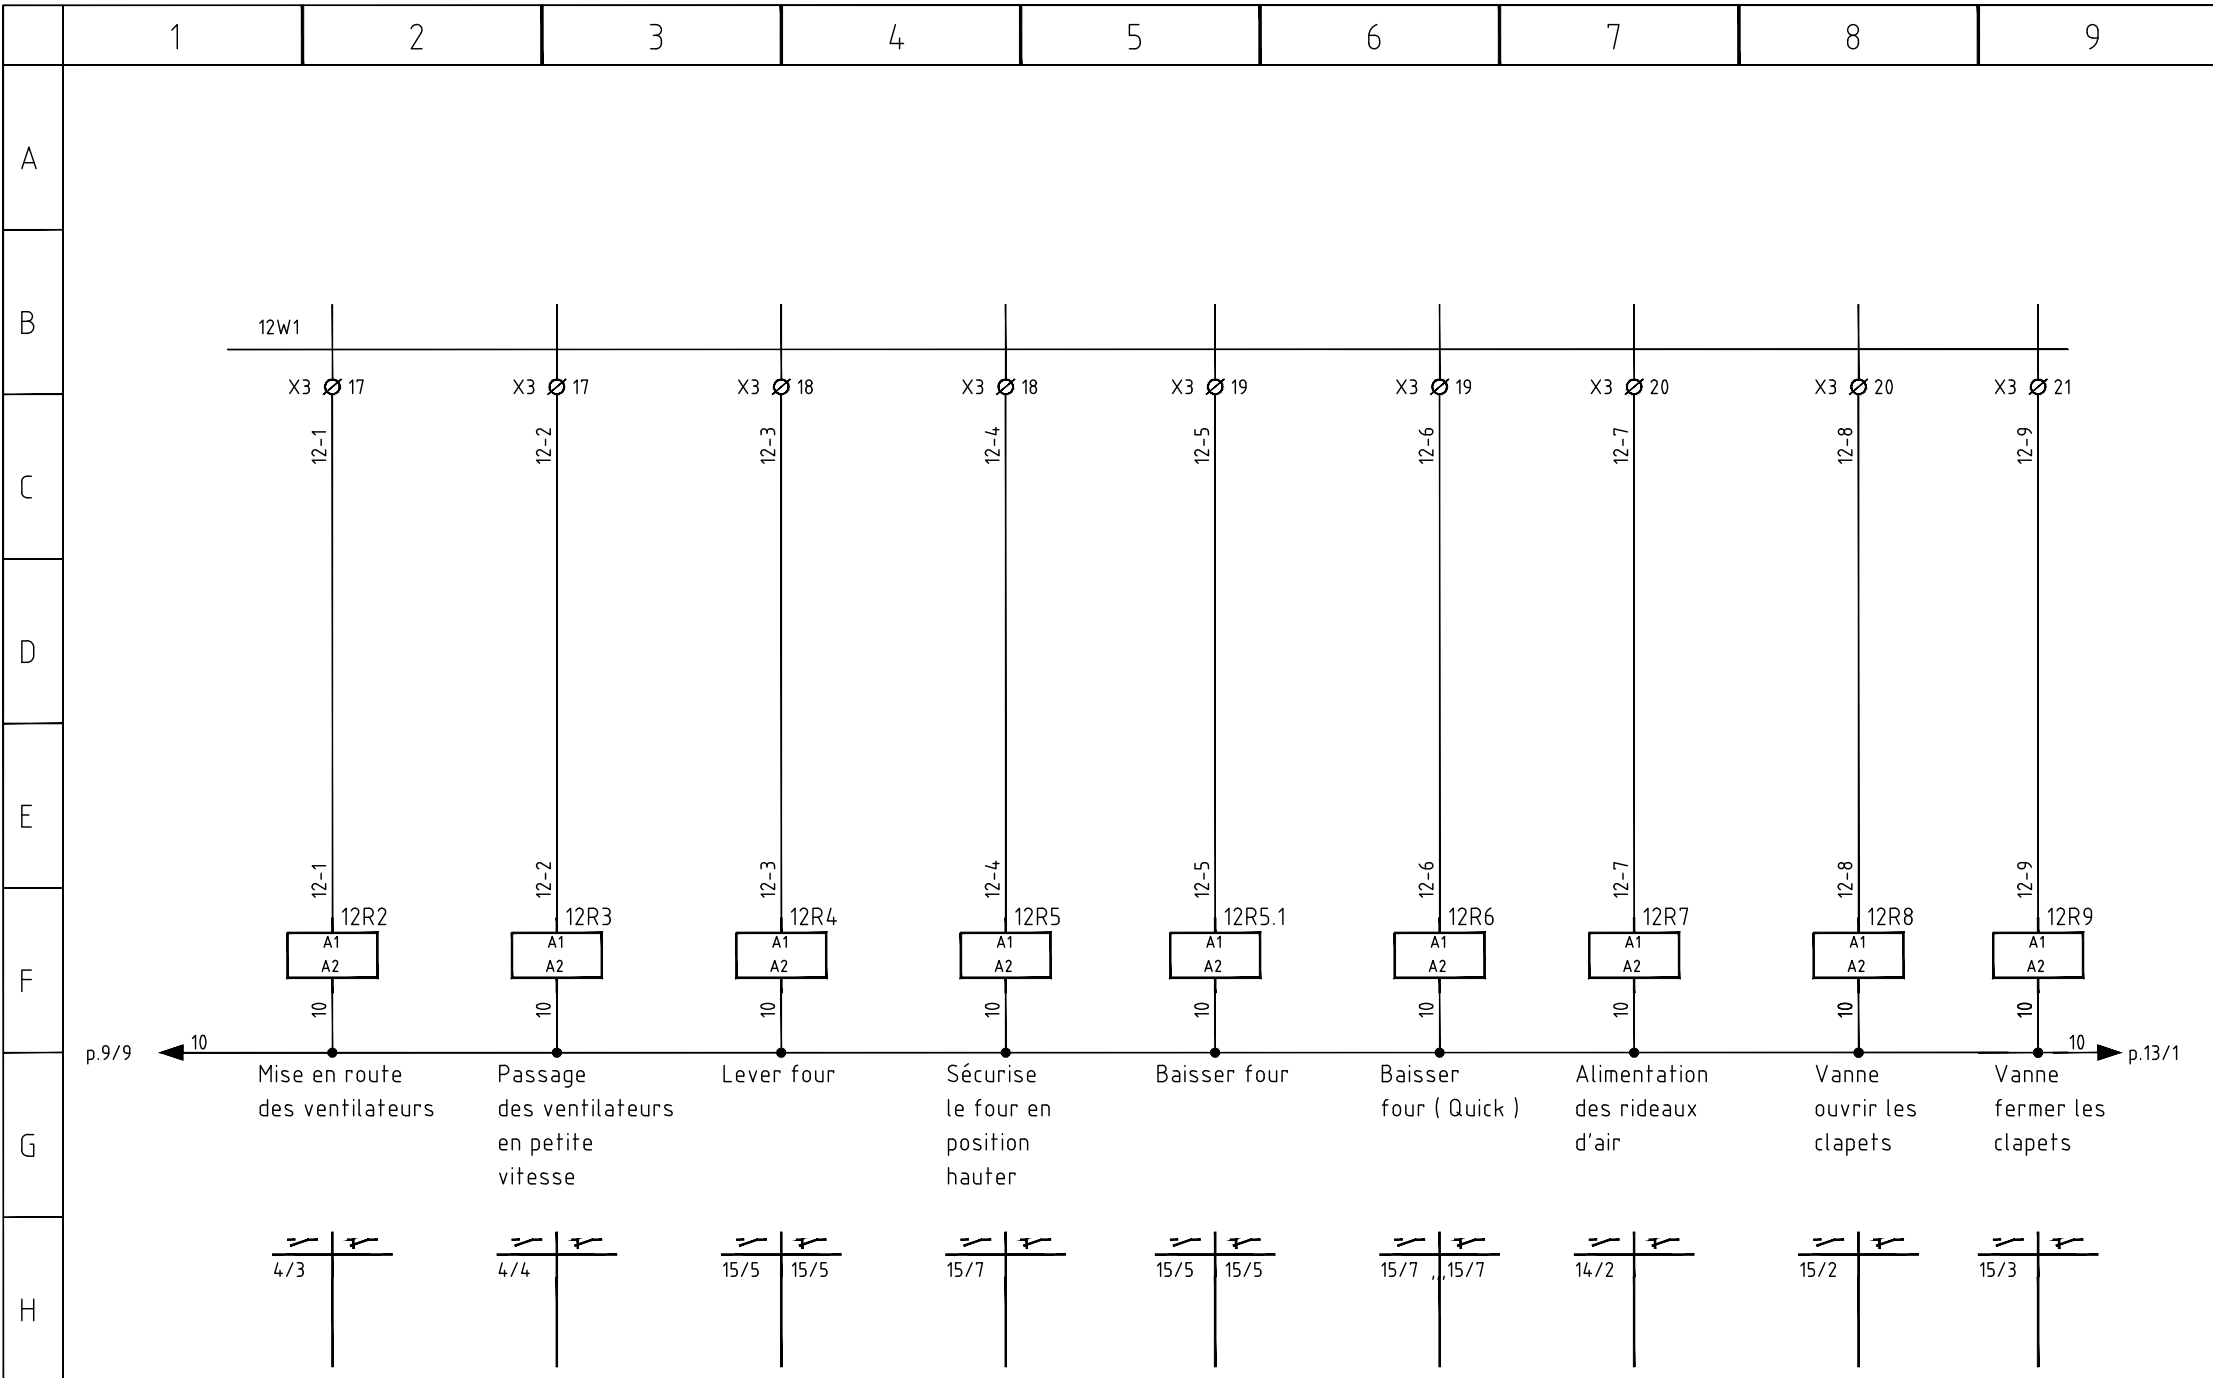 1 2 3 4 5 6 7 8 9
A
B
12W1
X3 17 X3 17 X3 18 X3 18 X3 19 X3 19 X3 20 X3 20 X3 21
12-1 12-2 12-3 12-4 12-5 12-6 12-7 12-8 12-9
C
D
E
12-1 12-2 12-3 12-4 12-5 12-6 12-7 12-8 12-9
12R2 12R3 12R4 12R5 12R5.1 12R6 12R7 12R8 12R9
A1 A1 A1 A1 A1 A1 A1 A1 A1
A2 A2 A2 A2 A2 A2 A2 A2 A2
F
10 10 10 10 10 10 10 10 10
p.9/9 10 10 p.13/1
Mise en route
des ventilateurs
Passage
des ventilateurs
en petite
vitesse
Lever four
Sécurise
le four en
position
hauter
Baisser four
Baisser
four ( Quick )
Alimentation
des rideaux
d'air
Vanne
ouvrir les
clapets
Vanne
fermer les
clapets
G
4/3 4/4 15/5 15/5 15/7 15/5 15/5 15/7 ,,,15/7 14/2 15/2 15/3
H